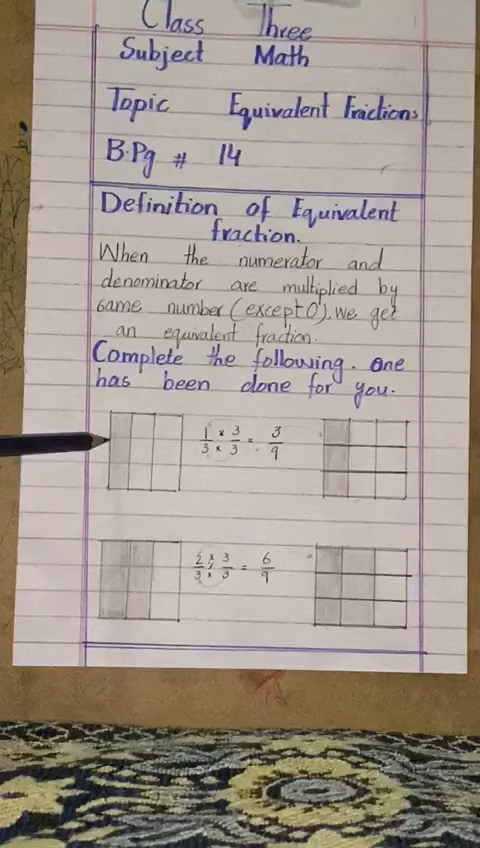 Class Three
Subject Math
Topic Equivalent Fractions
B.Pg # 14
Definition of Equivalent
fraction.
When the numerator and
denominator are multiplied by
same number (except 0). We get
an equivalent fraction.
Complete the following. One
has been done for you.
1/3 × 3/3 = 3/9
2/3 × 3/3 = 6/9